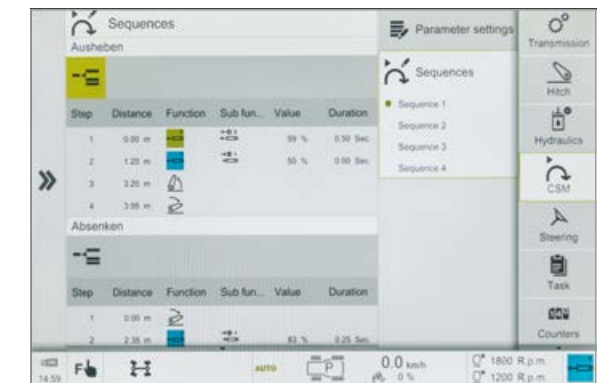 Sequences
Ausheben
Step Distance Function Sub fun... Value Duration
1 0.00 m 59 % 0.50 Sec.
2 1.20 m 50 % 0.00 Sec.
3 3.20 m
4 3.95 m
Absenken
Step Distance Function Sub fun... Value Duration
1 0.00 m
2 2.35 m 83 % 0.25 Sec.
Parameter settings
Sequences
Sequence 1
Sequence 2
Sequence 3
Sequence 4
Transmission
Hitch
Hydraulics
CSM
Steering
Task
Counters
14:59
F
AUTO
P
0.0 km/h
0 %
1800 R.p.m.
1200 R.p.m.